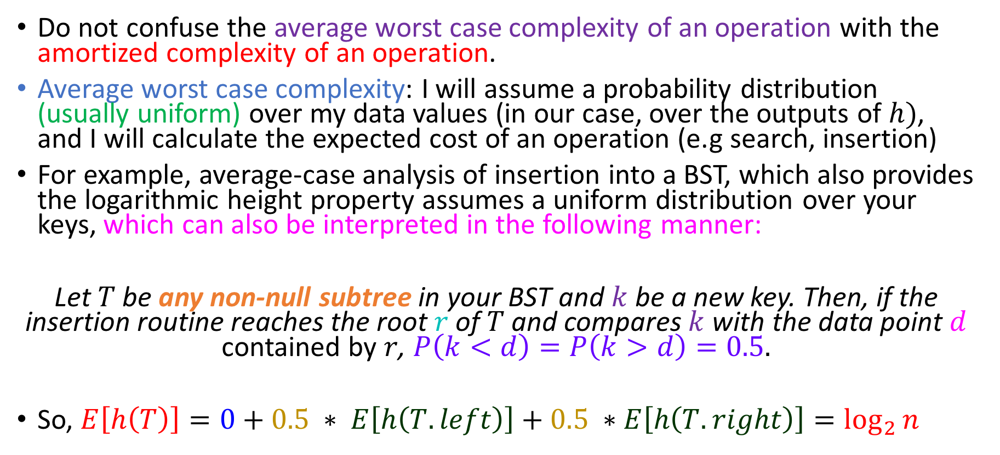 • Do not confuse the average worst case complexity of an operation with the
amortized complexity of an operation.
• Average worst case complexity: I will assume a probability distribution
(usually uniform) over my data values (in our case, over the outputs of ℎ),
and I will calculate the expected cost of an operation (e.g search, insertion)
• For example, average-case analysis of insertion into a BST, which also provides
the logarithmic height property assumes a uniform distribution over your
keys, which can also be interpreted in the following manner:
Let T be any non-null subtree in your BST and k be a new key. Then, if the
insertion routine reaches the root r of T and compares k with the data point d
contained by r, P(k < d) = P(k > d) = 0.5.
• So, E[h(T)] = 0 + 0.5 * E[h(T.left)] + 0.5 * E[h(T.right)] = log₂ n